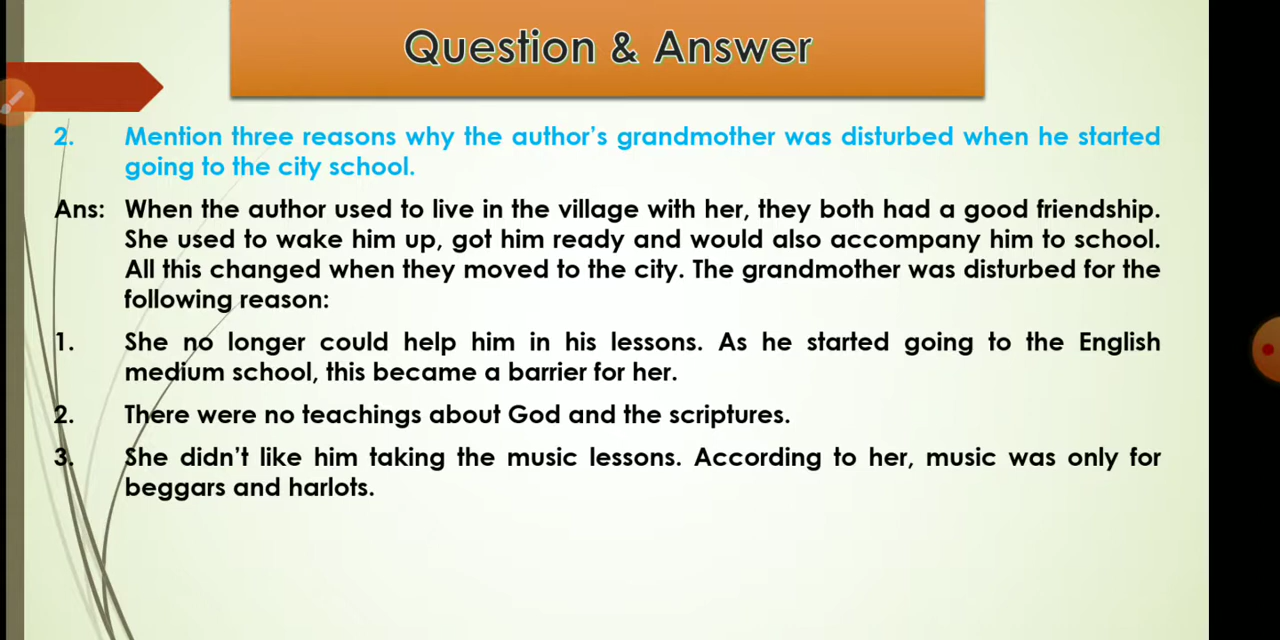 Question & Answer
2. Mention three reasons why the author's grandmother was disturbed when he started
going to the city school.
Ans: When the author used to live in the village with her, they both had a good friendship.
She used to wake him up, got him ready and would also accompany him to school.
All this changed when they moved to the city. The grandmother was disturbed for the
following reason:
1. She no longer could help him in his lessons. As he started going to the English
medium school, this became a barrier for her.
2. There were no teachings about God and the scriptures.
3. She didn't like him taking the music lessons. According to her, music was only for
beggars and harlots.